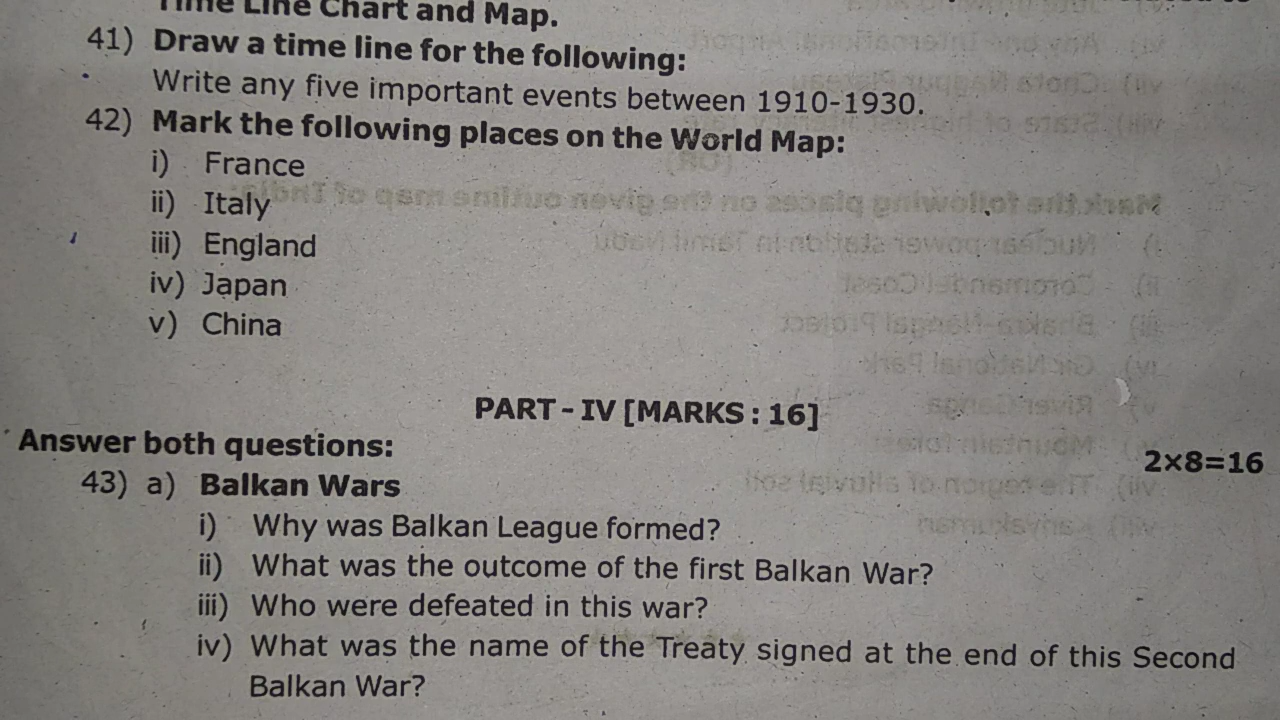 Time Line Chart and Map.
41) Draw a time line for the following:
Write any five important events between 1910-1930.
42) Mark the following places on the World Map:
i) France
ii) Italy
iii) England
iv) Japan
v) China
PART - IV [MARKS : 16]
Answer both questions:
2x8=16
43) a) Balkan Wars
i) Why was Balkan League formed?
ii) What was the outcome of the first Balkan War?
iii) Who were defeated in this war?
iv) What was the name of the Treaty signed at the end of this Second
Balkan War?